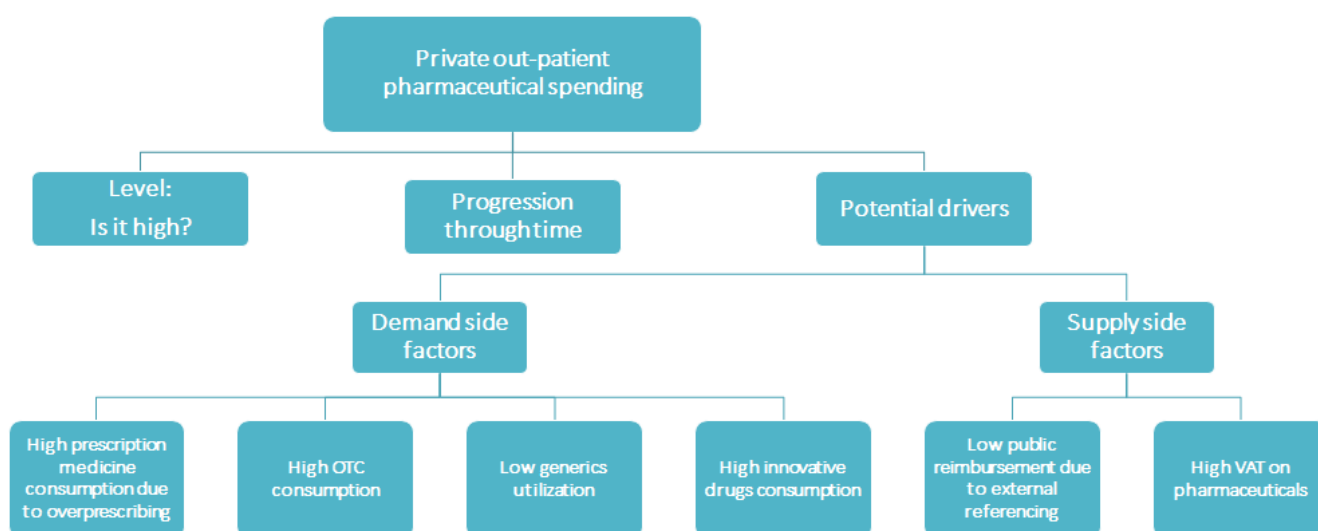 Private out-patient
pharmaceutical spending
Level:
Is it high?
Progression
through time
Potential drivers
Demand side
factors
Supply side
factors
High prescription
medicine
consumption due
to overprescribing
High OTC
consumption
Low generics
utilization
High innovative
drugs consumption
Low public
reimbursement due
to external
referencing
High VAT on
pharmaceuticals